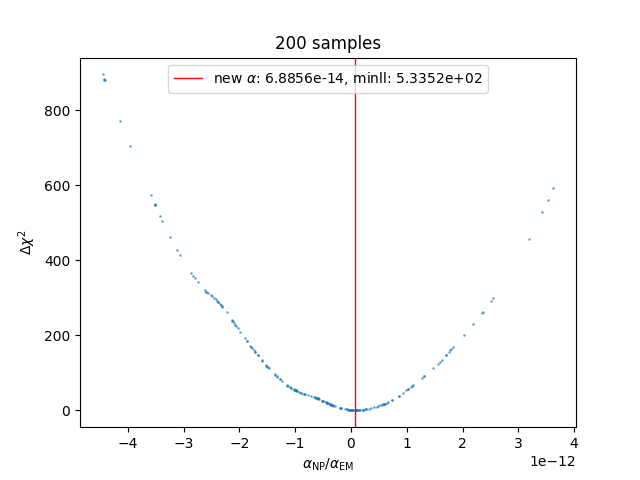 200 samples
new α: 6.8856e-14, minll: 5.3352e+02
Δχ²
800
600
400
200
0
−4 −3 −2 −1 0 1 2 3 4
1e−12
α_NP/α_EM